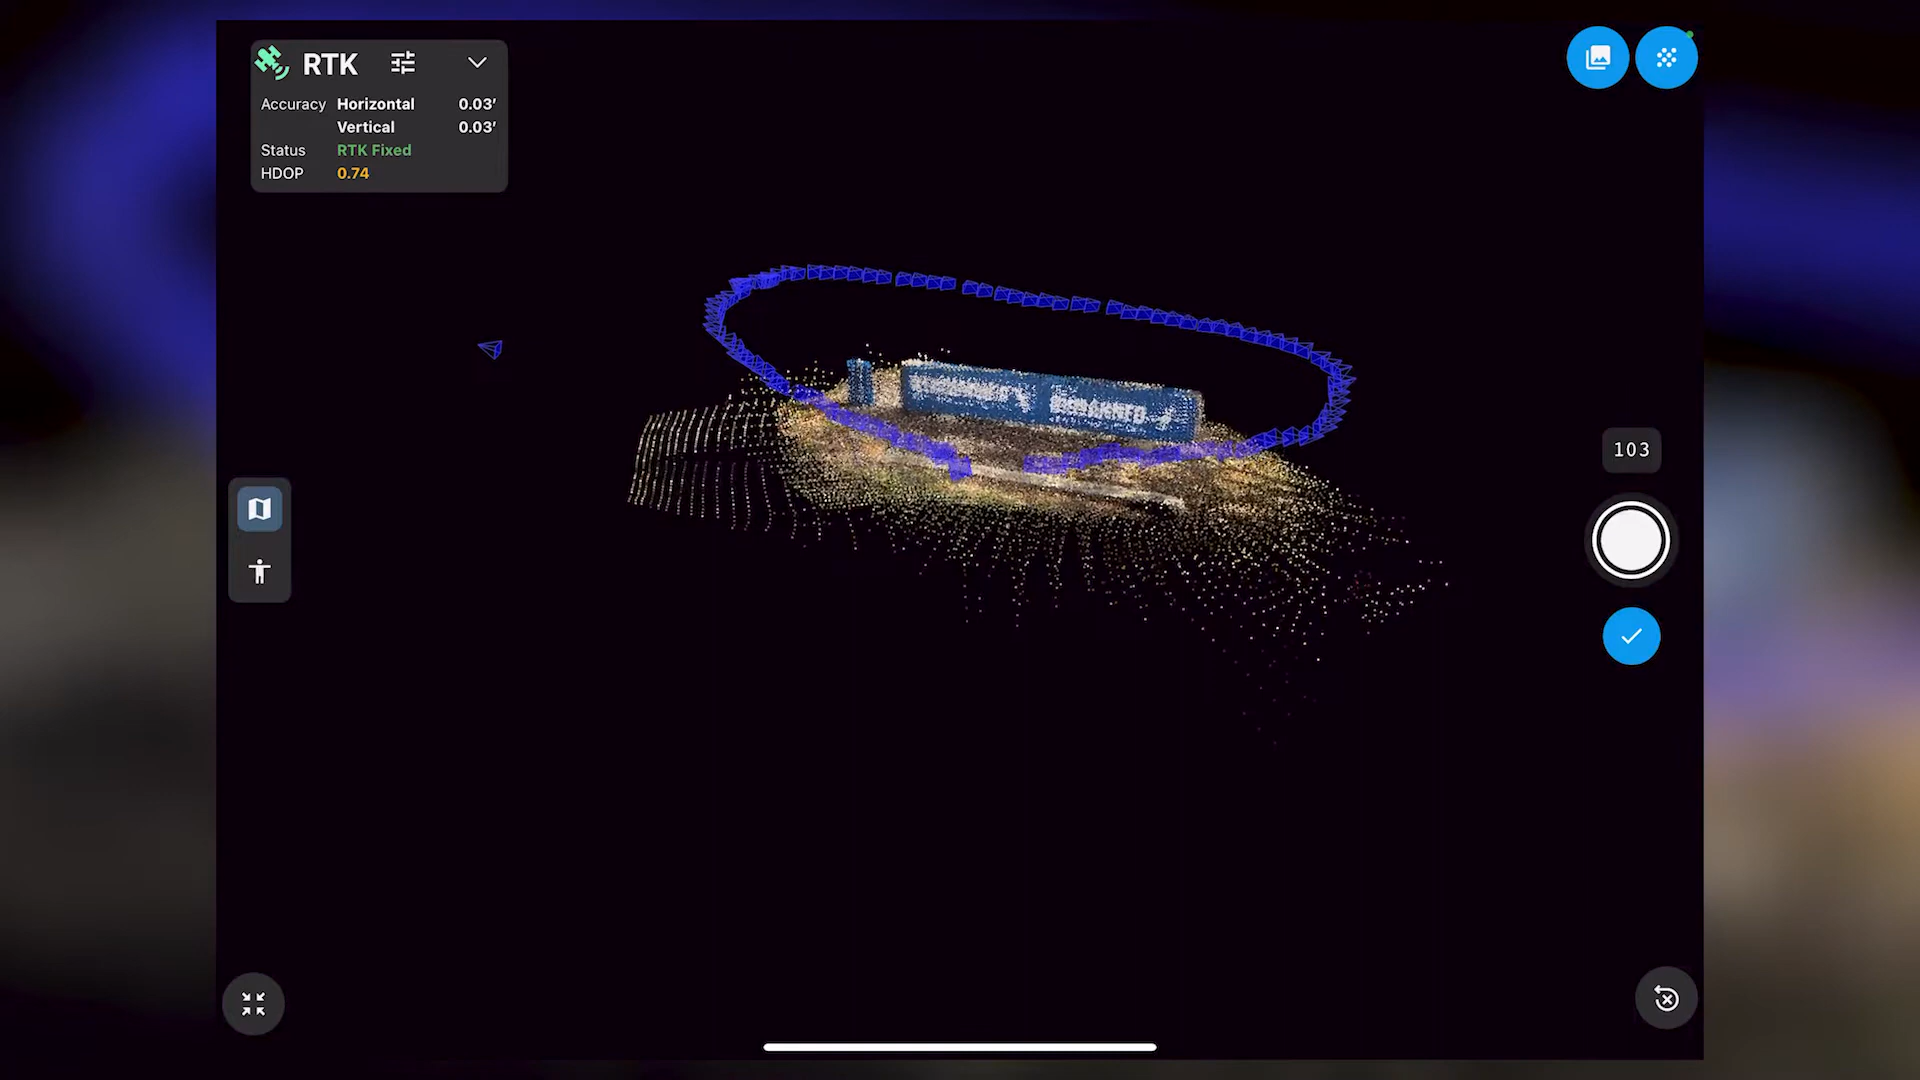 RTK
Accuracy Horizontal 0.03'
Vertical 0.03'
Status RTK Fixed
HDOP 0.74
103